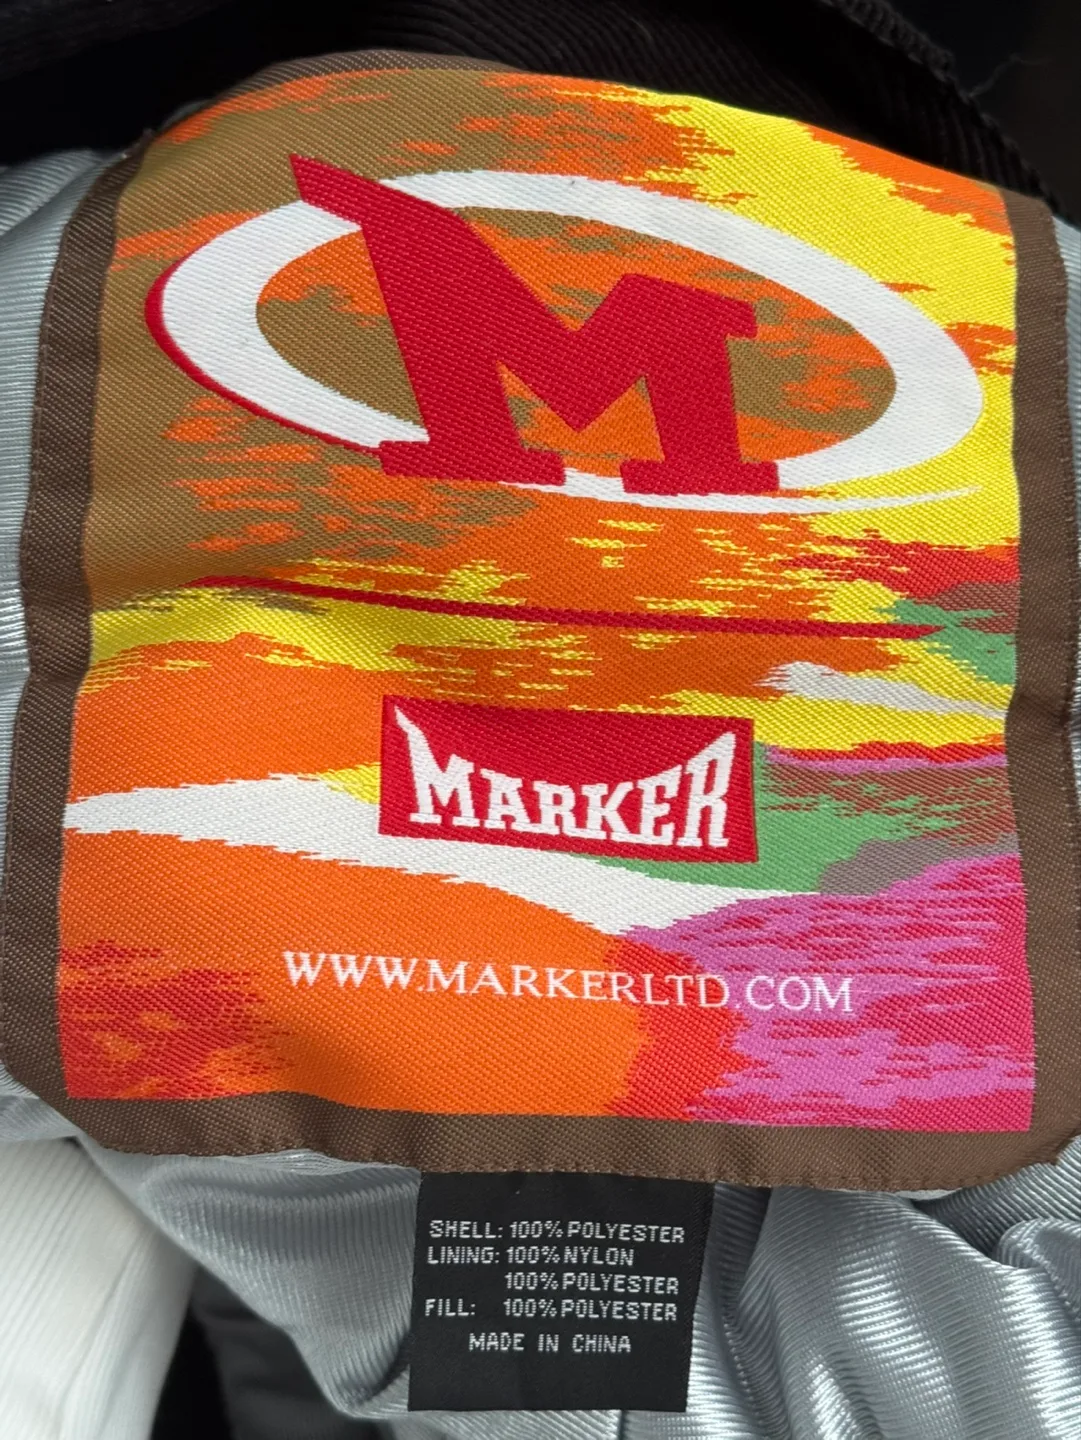 M
MARKER
WWW.MARKERLTD.COM
SHELL: 100% POLYESTER
LINING: 100% NYLON
100% POLYESTER
FILL: 100% POLYESTER
MADE IN CHINA